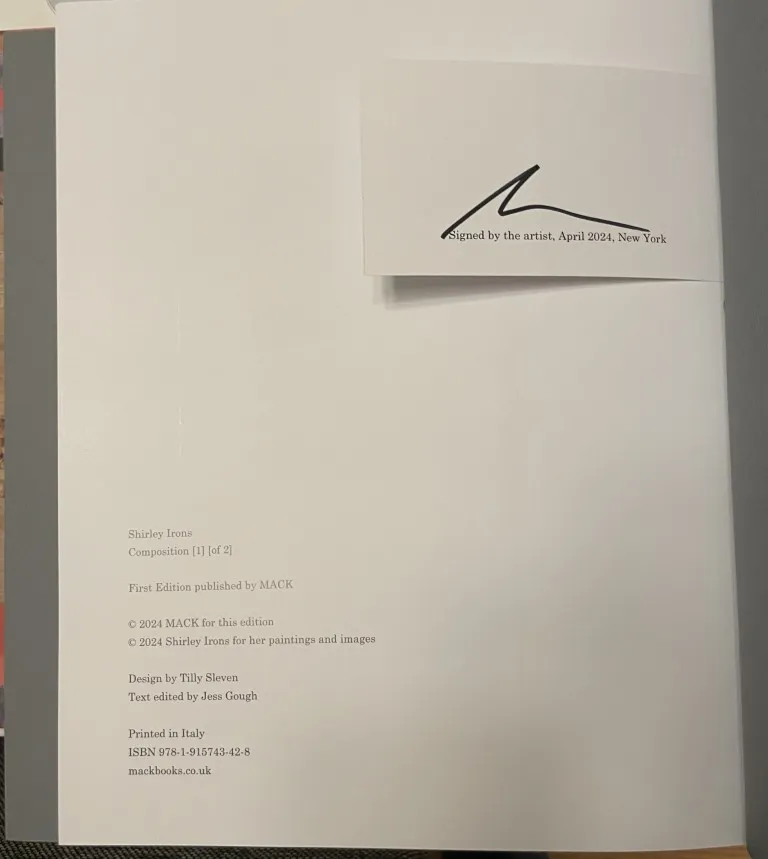 Signed by the artist, April 2024, New York
Shirley Irons
Composition [1] [of 2]
First Edition published by MACK
© 2024 MACK for this edition
© 2024 Shirley Irons for her paintings and images
Design by Tilly Sleven
Text edited by Jess Gough
Printed in Italy
ISBN 978-1-915743-42-8
mackbooks.co.uk